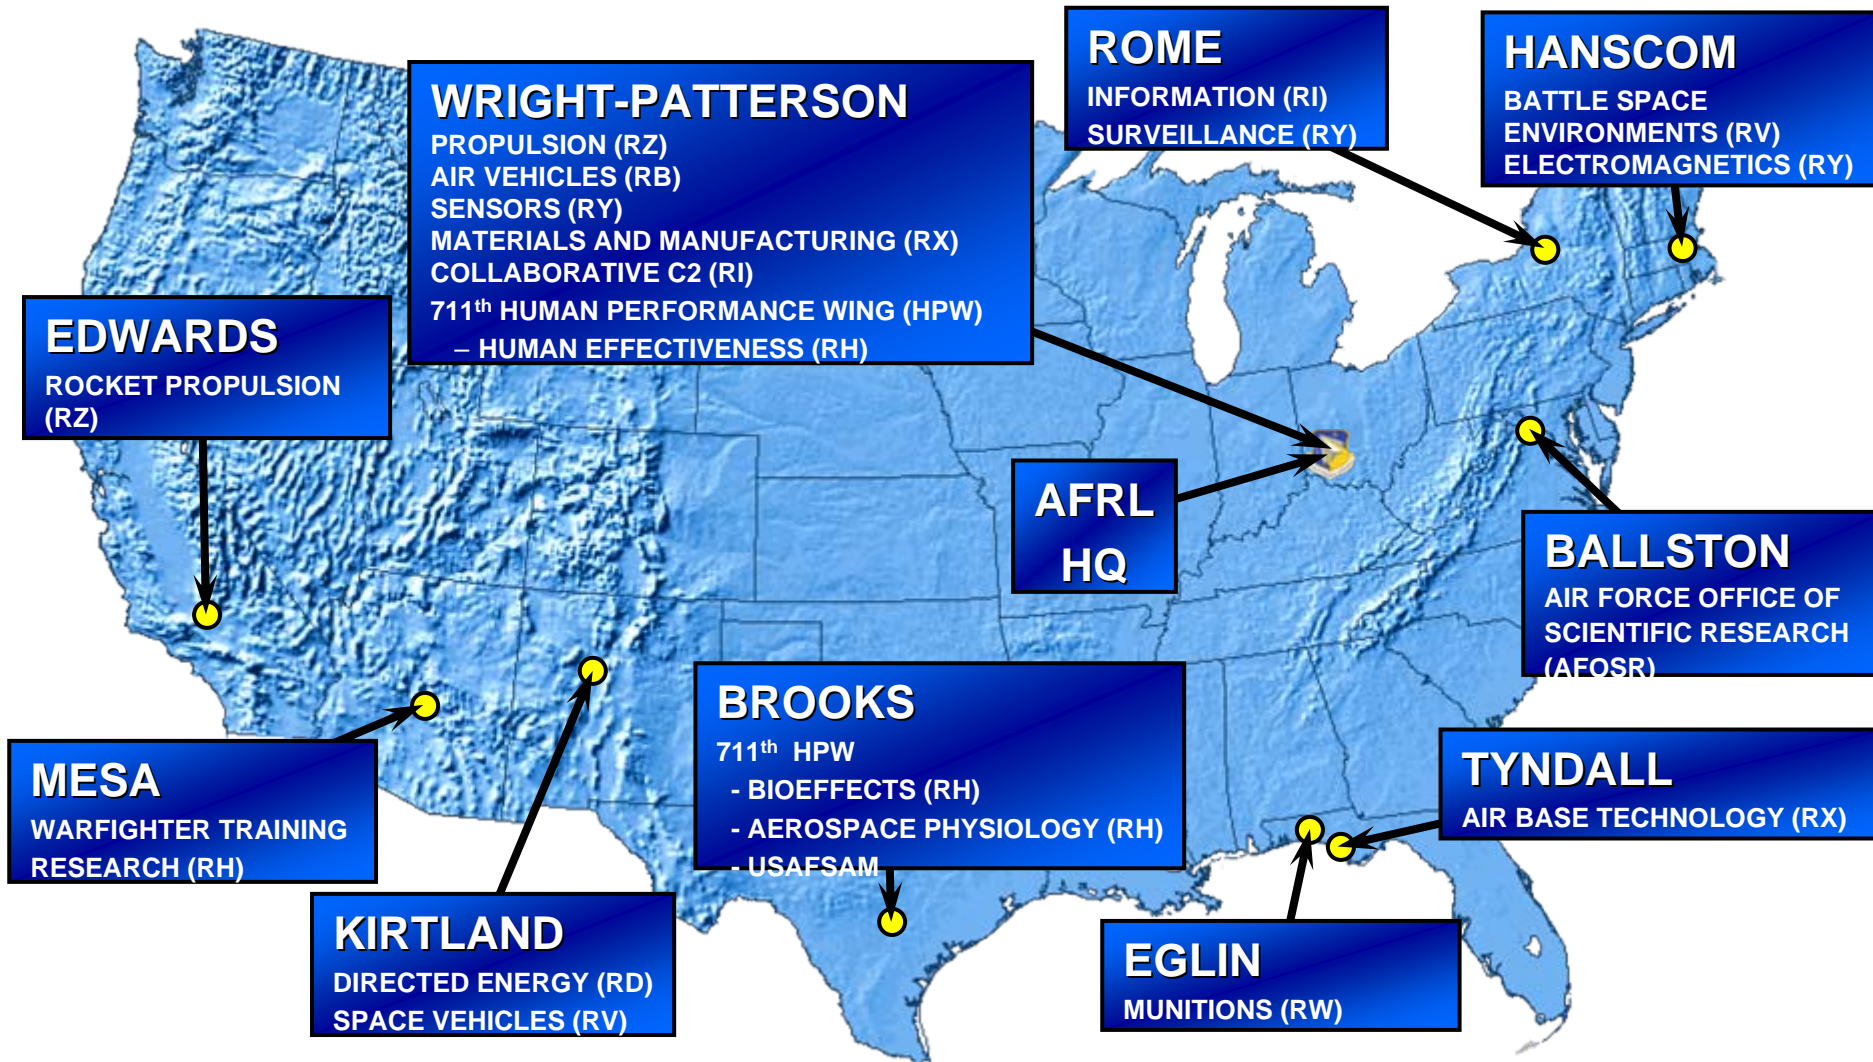 ROME
INFORMATION (RI)
SURVEILLANCE (RY)
HANSCOM
BATTLE SPACE
ENVIRONMENTS (RV)
ELECTROMAGNETICS (RY)
WRIGHT-PATTERSON
PROPULSION (RZ)
AIR VEHICLES (RB)
SENSORS (RY)
MATERIALS AND MANUFACTURING (RX)
COLLABORATIVE C2 (RI)
711th HUMAN PERFORMANCE WING (HPW)
– HUMAN EFFECTIVENESS (RH)
EDWARDS
ROCKET PROPULSION
(RZ)
AFRL
HQ
BALLSTON
AIR FORCE OFFICE OF
SCIENTIFIC RESEARCH
(AFOSR)
BROOKS
711th HPW
- BIOEFFECTS (RH)
- AEROSPACE PHYSIOLOGY (RH)
- USAFSAM
MESA
WARFIGHTER TRAINING
RESEARCH (RH)
TYNDALL
AIR BASE TECHNOLOGY (RX)
KIRTLAND
DIRECTED ENERGY (RD)
SPACE VEHICLES (RV)
EGLIN
MUNITIONS (RW)